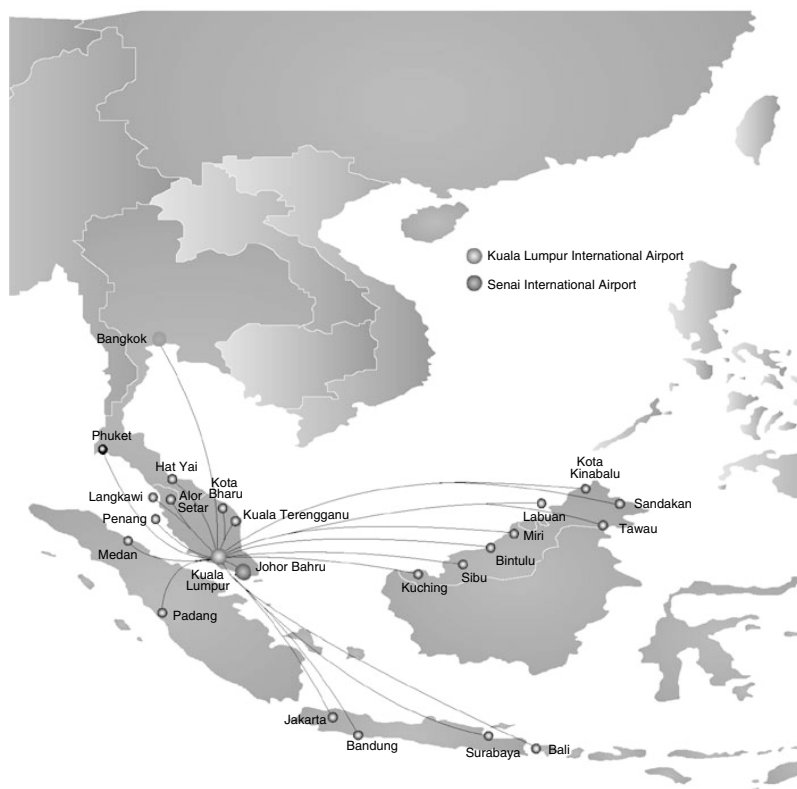 Kuala Lumpur International Airport
Senai International Airport
Bangkok
Phuket
Hat Yai
Kota
Bharu
Langkawi
Alor
Setar
Kuala Terengganu
Penang
Medan
Kuala
Lumpur
Johor Bahru
Padang
Kota
Kinabalu
Sandakan
Labuan
Tawau
Miri
Bintulu
Sibu
Kuching
Jakarta
Bandung
Surabaya
Bali